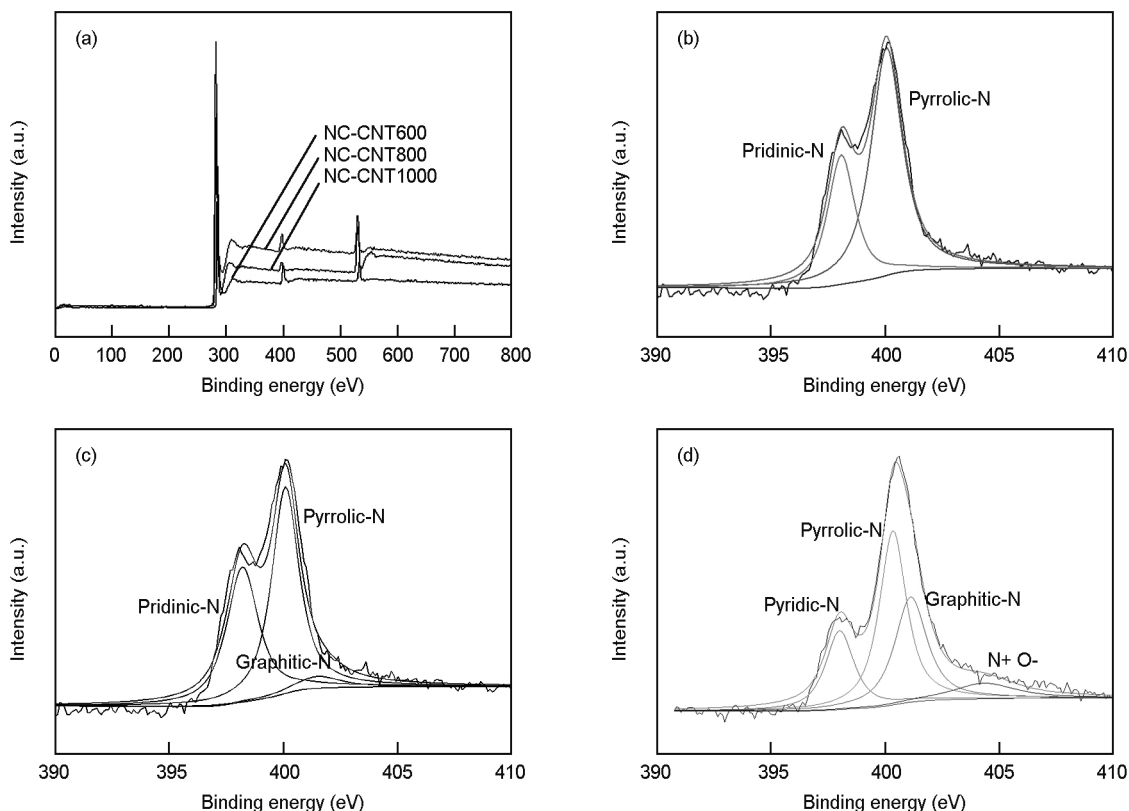 (a)
Intensity (a.u.)
NC-CNT600
NC-CNT800
NC-CNT1000
0 100 200 300 400 500 600 700 800
Binding energy (eV)
(b)
Intensity (a.u.)
Pyrrolic-N
Pridinic-N
390 395 400 405 410
Binding energy (eV)
(c)
Intensity (a.u.)
Pyrrolic-N
Pridinic-N
Graphitic-N
390 395 400 405 410
Binding energy (eV)
(d)
Intensity (a.u.)
Pyrrolic-N
Pyridic-N
Graphitic-N
N+ O-
390 395 400 405 410
Binding energy (eV)